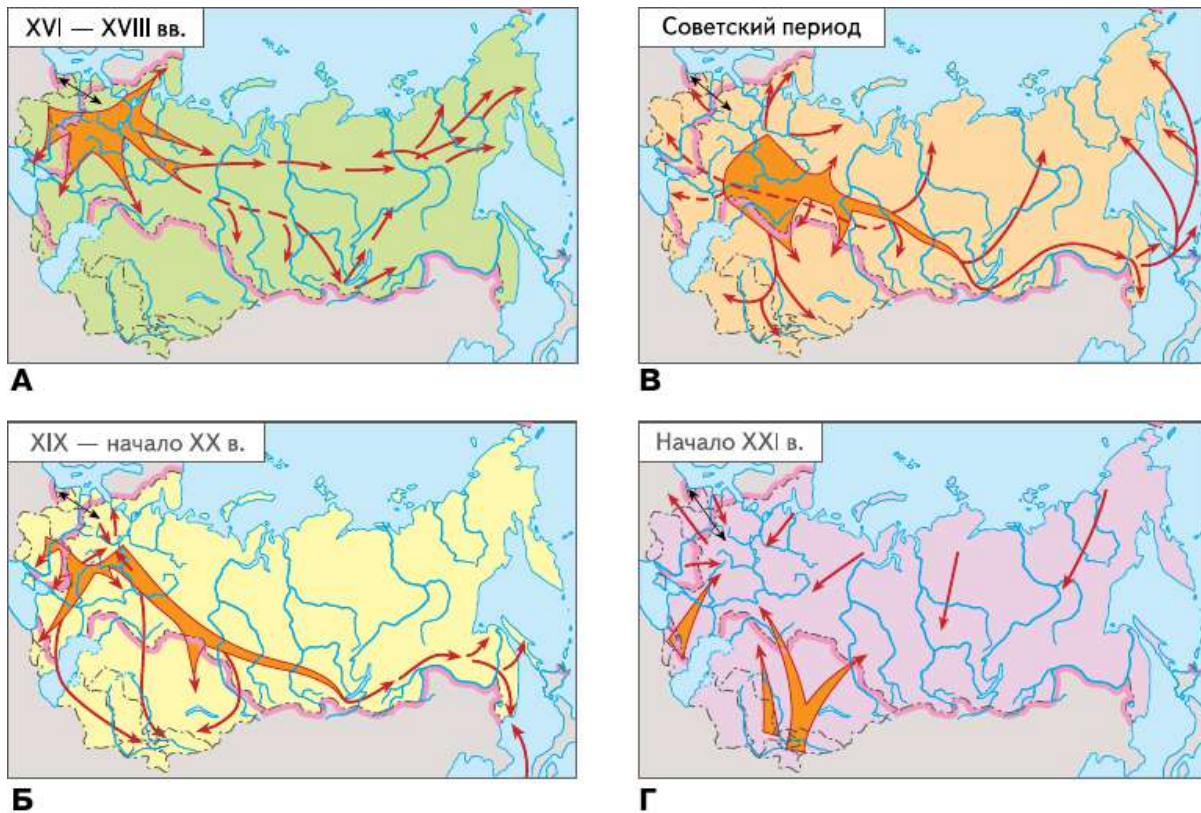 XVI — XVIII вв.
А
Советский период
В
XIX — начало XX в.
Б
Начало XXI в.
Г